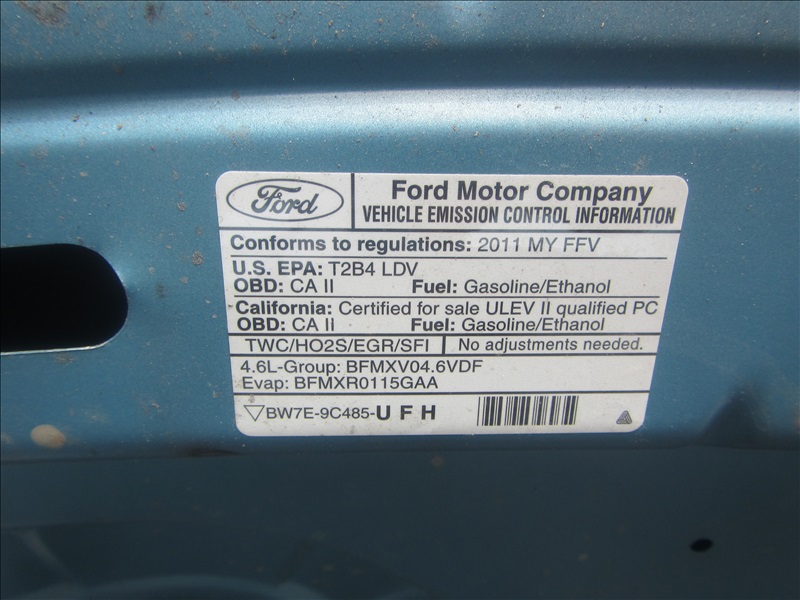 Ford
Ford Motor Company
VEHICLE EMISSION CONTROL INFORMATION
Conforms to regulations: 2011 MY FFV
U.S. EPA: T2B4 LDV
OBD: CA II Fuel: Gasoline/Ethanol
California: Certified for sale ULEV II qualified PC
OBD: CA II Fuel: Gasoline/Ethanol
TWC/HO2S/EGR/SFI No adjustments needed.
4.6L-Group: BFMXV04.6VDF
Evap: BFMXR0115GAA
BW7E-9C485-U F H